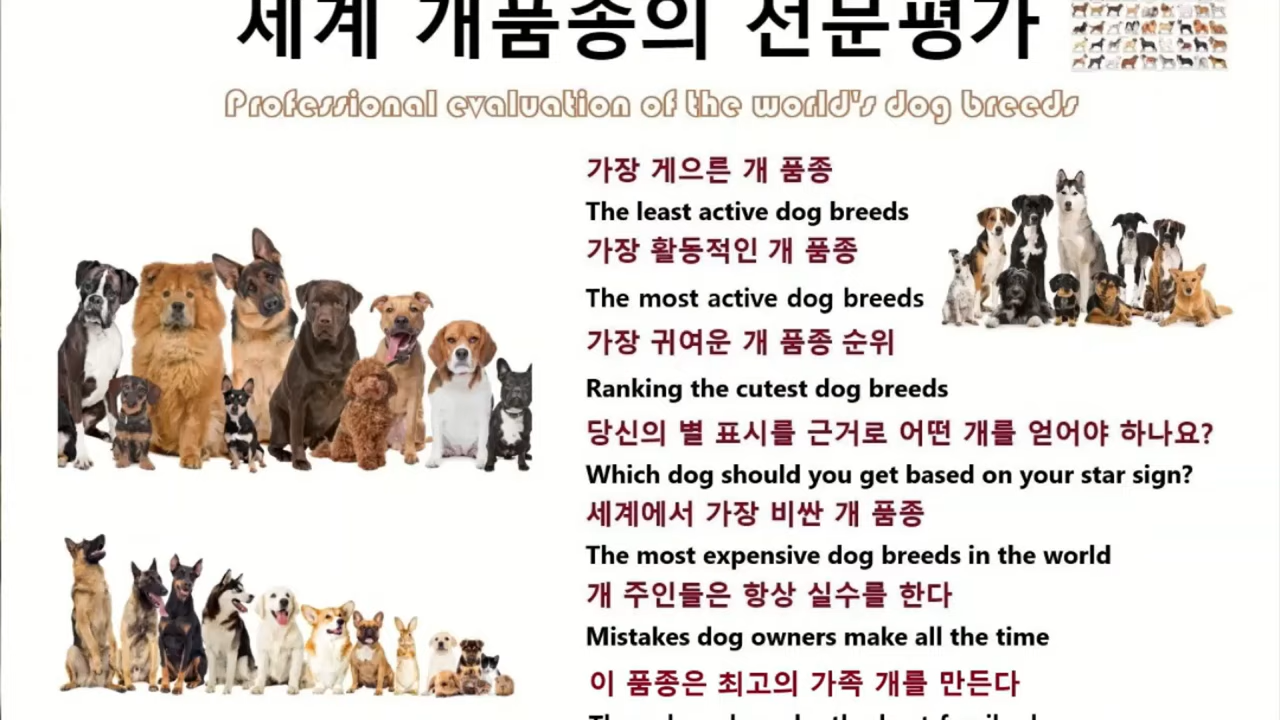 세계 개품종의 전문평가
Professional evaluation of the world's dog breeds
가장 게으른 개 품종
The least active dog breeds
가장 활동적인 개 품종
The most active dog breeds
가장 귀여운 개 품종 순위
Ranking the cutest dog breeds
당신의 별 표시를 근거로 어떤 개를 얻어야 하나요?
Which dog should you get based on your star sign?
세계에서 가장 비싼 개 품종
The most expensive dog breeds in the world
개 주인들은 항상 실수를 한다
Mistakes dog owners make all the time
이 품종은 최고의 가족 개를 만든다